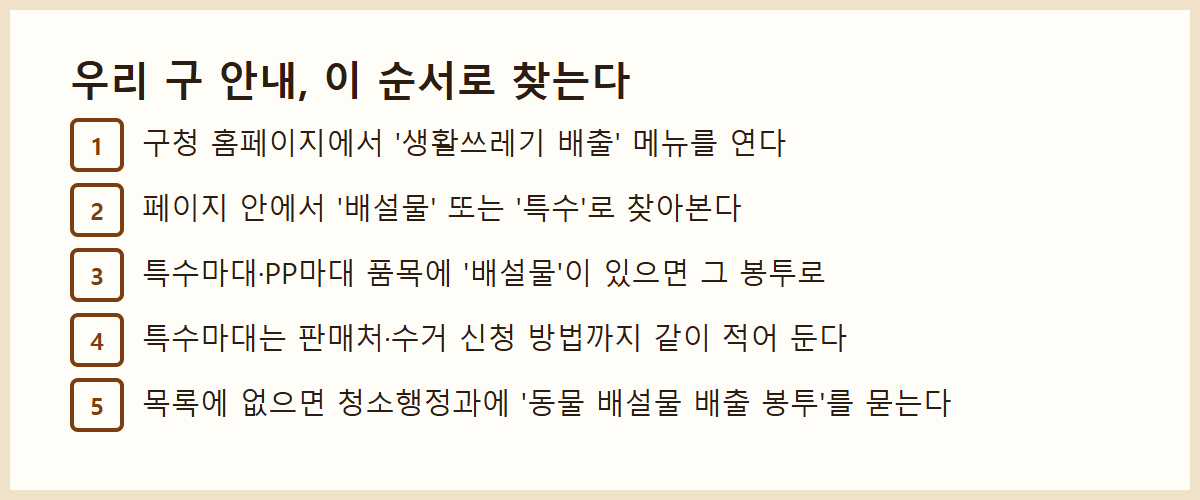 우리 구 안내, 이 순서로 찾는다
1 구청 홈페이지에서 '생활쓰레기 배출' 메뉴를 연다
2 페이지 안에서 '배설물' 또는 '특수'로 찾아본다
3 특수마대·PP마대 품목에 '배설물'이 있으면 그 봉투로
4 특수마대는 판매처·수거 신청 방법까지 같이 적어 둔다
5 목록에 없으면 청소행정과에 '동물 배설물 배출 봉투'를 묻는다